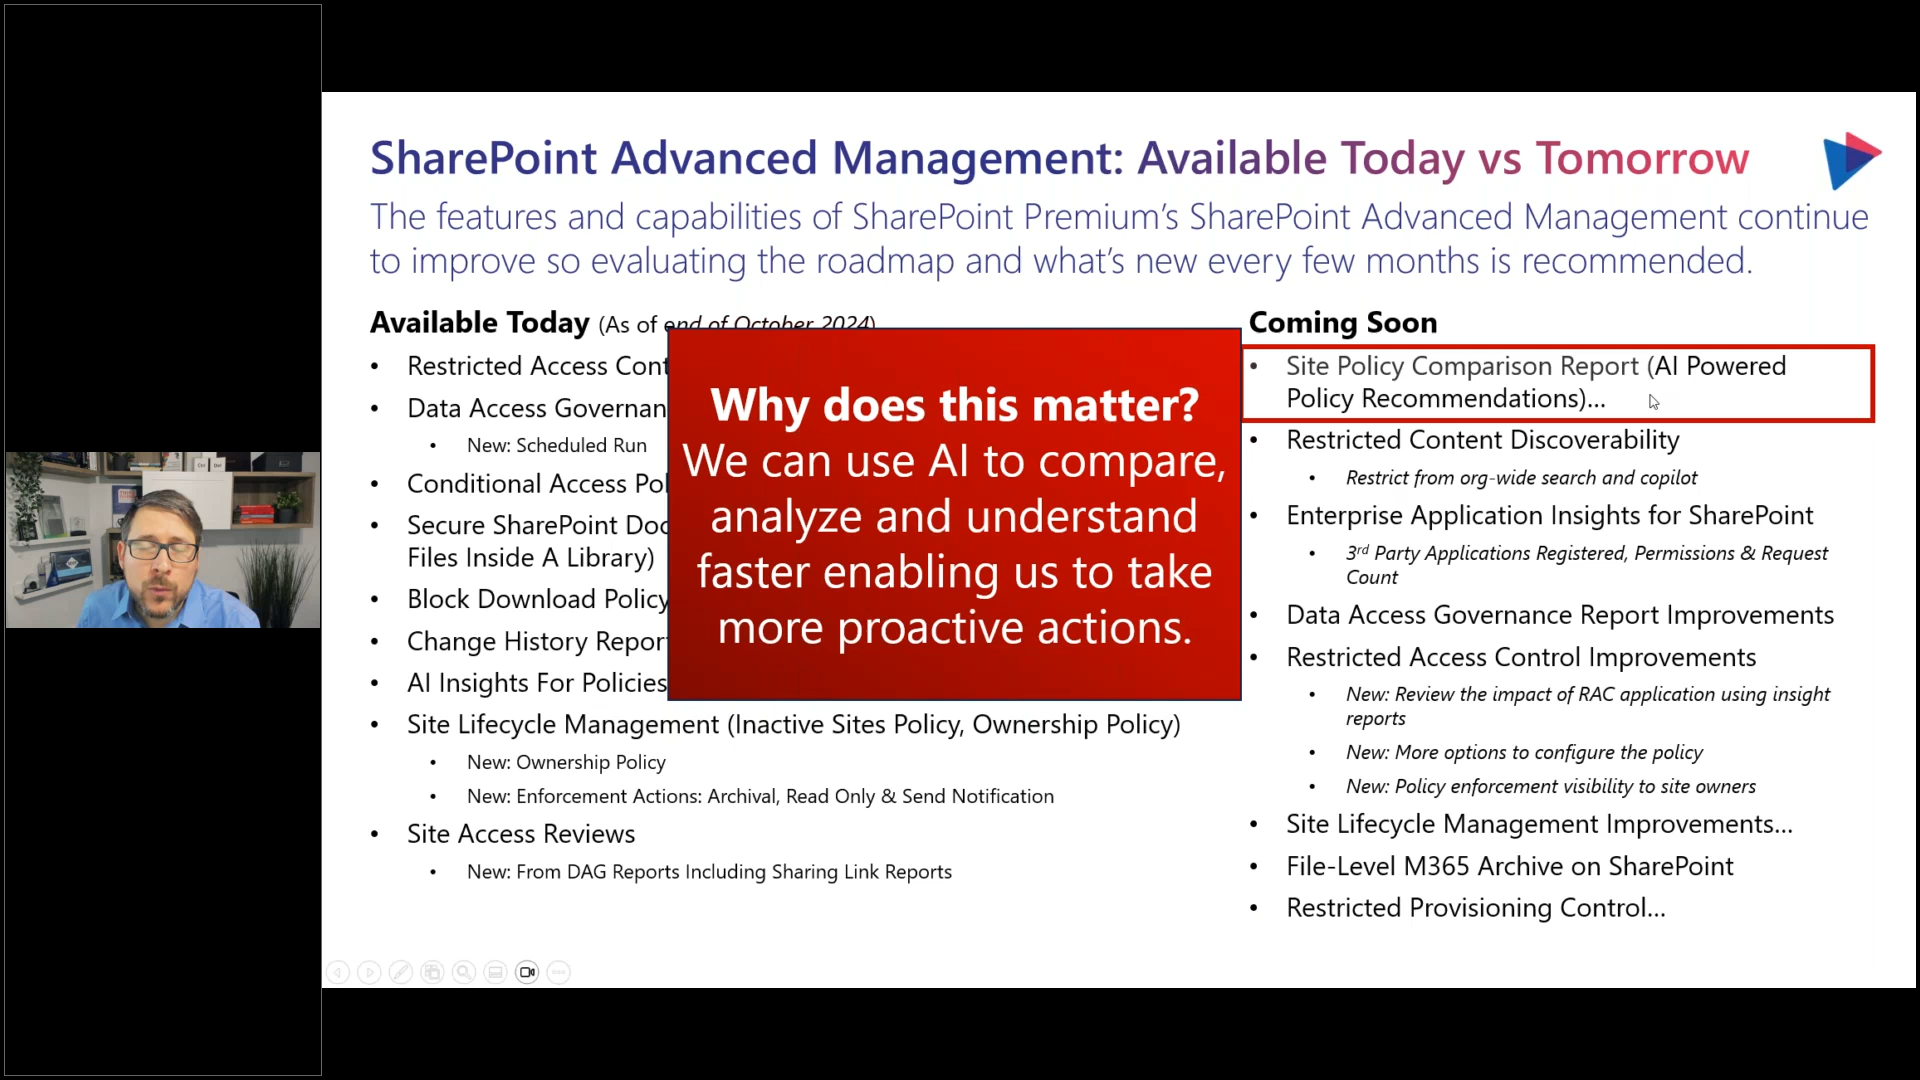 SharePoint Advanced Management: Available Today vs Tomorrow
The features and capabilities of SharePoint Premium's SharePoint Advanced Management continue
to improve so evaluating the roadmap and what's new every few months is recommended.
Available Today (As of end of October 2024)
• Restricted Access Cont
• Data Access Governan
• New: Scheduled Run
• Conditional Access Pol
• Secure SharePoint Doc
Files Inside A Library)
• Block Download Policy
• Change History Repor
• AI Insights For Policies
• Site Lifecycle Management (Inactive Sites Policy, Ownership Policy)
• New: Ownership Policy
• New: Enforcement Actions: Archival, Read Only & Send Notification
• Site Access Reviews
• New: From DAG Reports Including Sharing Link Reports
Why does this matter?
We can use AI to compare,
analyze and understand
faster enabling us to take
more proactive actions.
Coming Soon
• Site Policy Comparison Report (AI Powered
Policy Recommendations)...
• Restricted Content Discoverability
• Restrict from org-wide search and copilot
• Enterprise Application Insights for SharePoint
• 3rd Party Applications Registered, Permissions & Request
Count
• Data Access Governance Report Improvements
• Restricted Access Control Improvements
• New: Review the impact of RAC application using insight
reports
• New: More options to configure the policy
• New: Policy enforcement visibility to site owners
• Site Lifecycle Management Improvements...
• File-Level M365 Archive on SharePoint
• Restricted Provisioning Control...